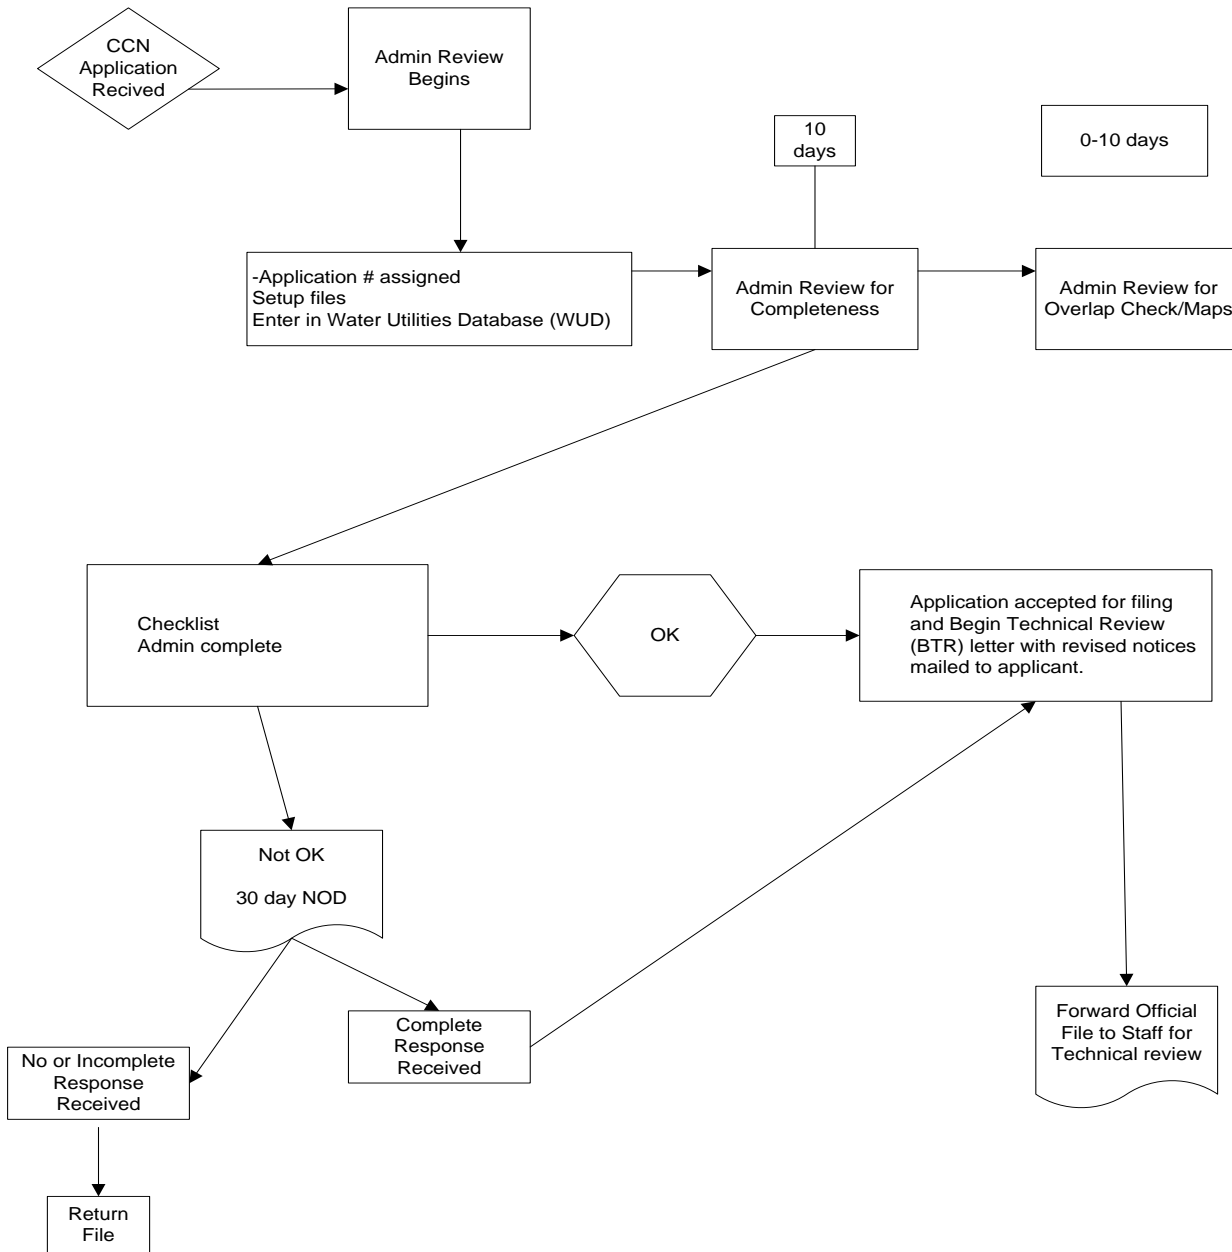 CCN
Application
Recived
Admin Review
Begins
10
days
0-10 days
-Application # assigned
Setup files
Enter in Water Utilities Database (WUD)
Admin Review for
Completeness
Admin Review for
Overlap Check/Maps
Checklist
Admin complete
OK
Application accepted for filing
and Begin Technical Review
(BTR) letter with revised notices
mailed to applicant.
Not OK
30 day NOD
Complete
Response
Received
No or Incomplete
Response
Received
Forward Official
File to Staff for
Technical review
Return
File